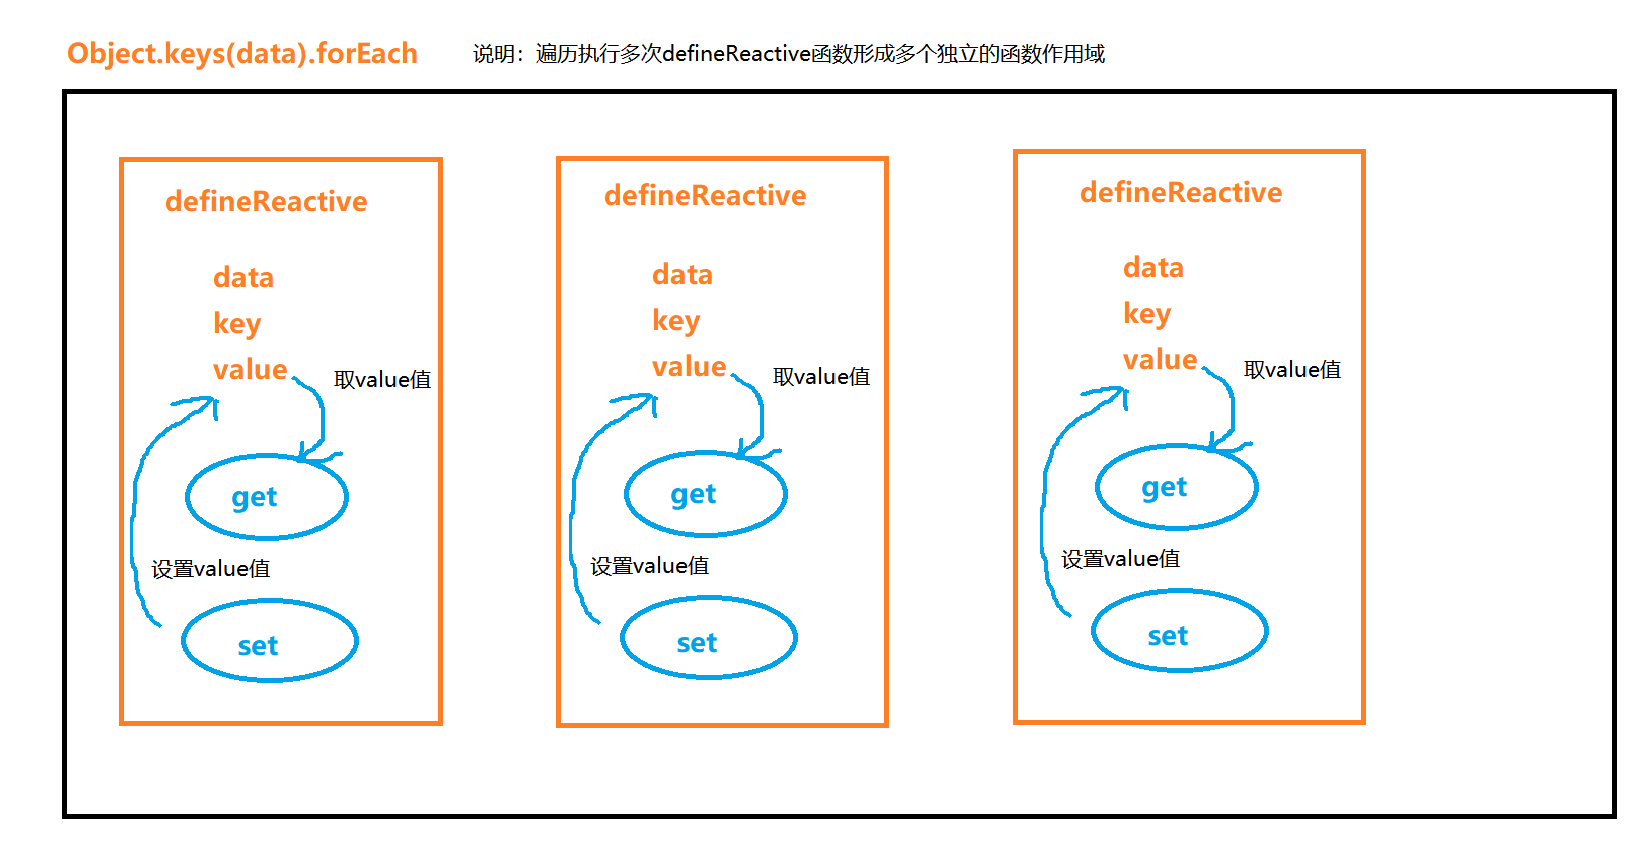 Object.keys(data).forEach
说明：遍历执行多次defineReactive函数形成多个独立的函数作用域
defineReactive
data
key
value
取value值
get
设置value值
set
defineReactive
data
key
value
取value值
get
设置value值
set
defineReactive
data
key
value
取value值
get
设置value值
set